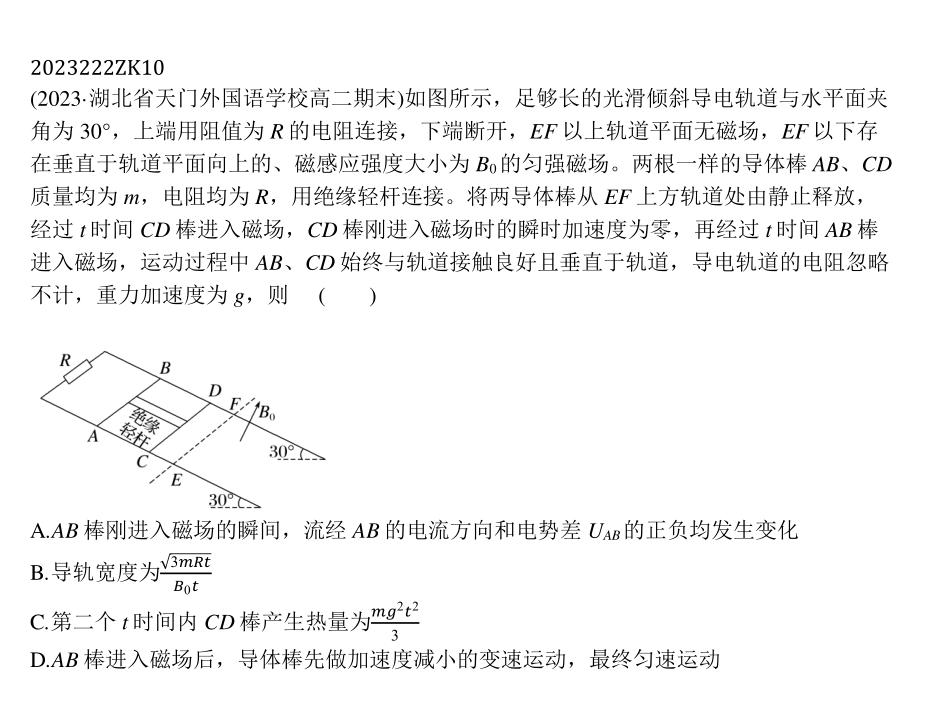 2023222ZK10
(2023·湖北省天门外国语学校高二期末)如图所示，足够长的光滑倾斜导电轨道与水平面夹
角为 30°，上端用阻值为 R 的电阻连接，下端断开，EF 以上轨道平面无磁场，EF 以下存
在垂直于轨道平面向上的、磁感应强度大小为 B₀的匀强磁场。两根一样的导体棒 AB、CD
质量均为 m，电阻均为 R，用绝缘轻杆连接。将两导体棒从 EF 上方轨道处由静止释放，
经过 t 时间 CD 棒进入磁场，CD 棒刚进入磁场时的瞬时加速度为零，再经过 t 时间 AB 棒
进入磁场，运动过程中 AB、CD 始终与轨道接触良好且垂直于轨道，导电轨道的电阻忽略
不计，重力加速度为 g，则 ( )
R
B
D
F
B₀
绝缘
轻杆
A
C
E
30°
30°
A.AB 棒刚进入磁场的瞬间，流经 AB 的电流方向和电势差 U_AB 的正负均发生变化
B.导轨宽度为√(3mRt)/(B₀t)
C.第二个 t 时间内 CD 棒产生热量为mg²t²/3
D.AB 棒进入磁场后，导体棒先做加速度减小的变速运动，最终匀速运动